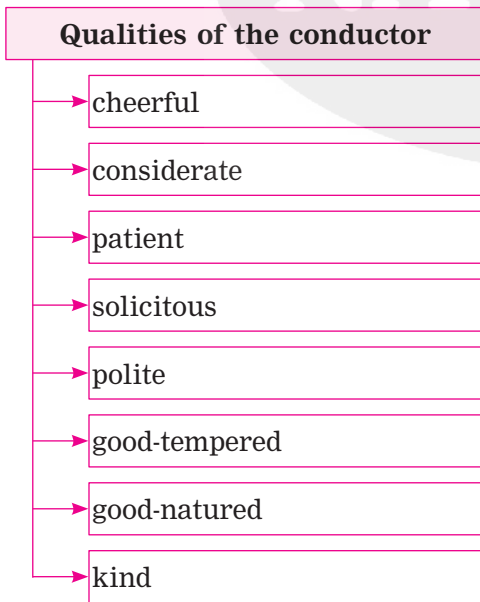 Qualities of the conductor
cheerful
considerate
patient
solicitous
polite
good-tempered
good-natured
kind